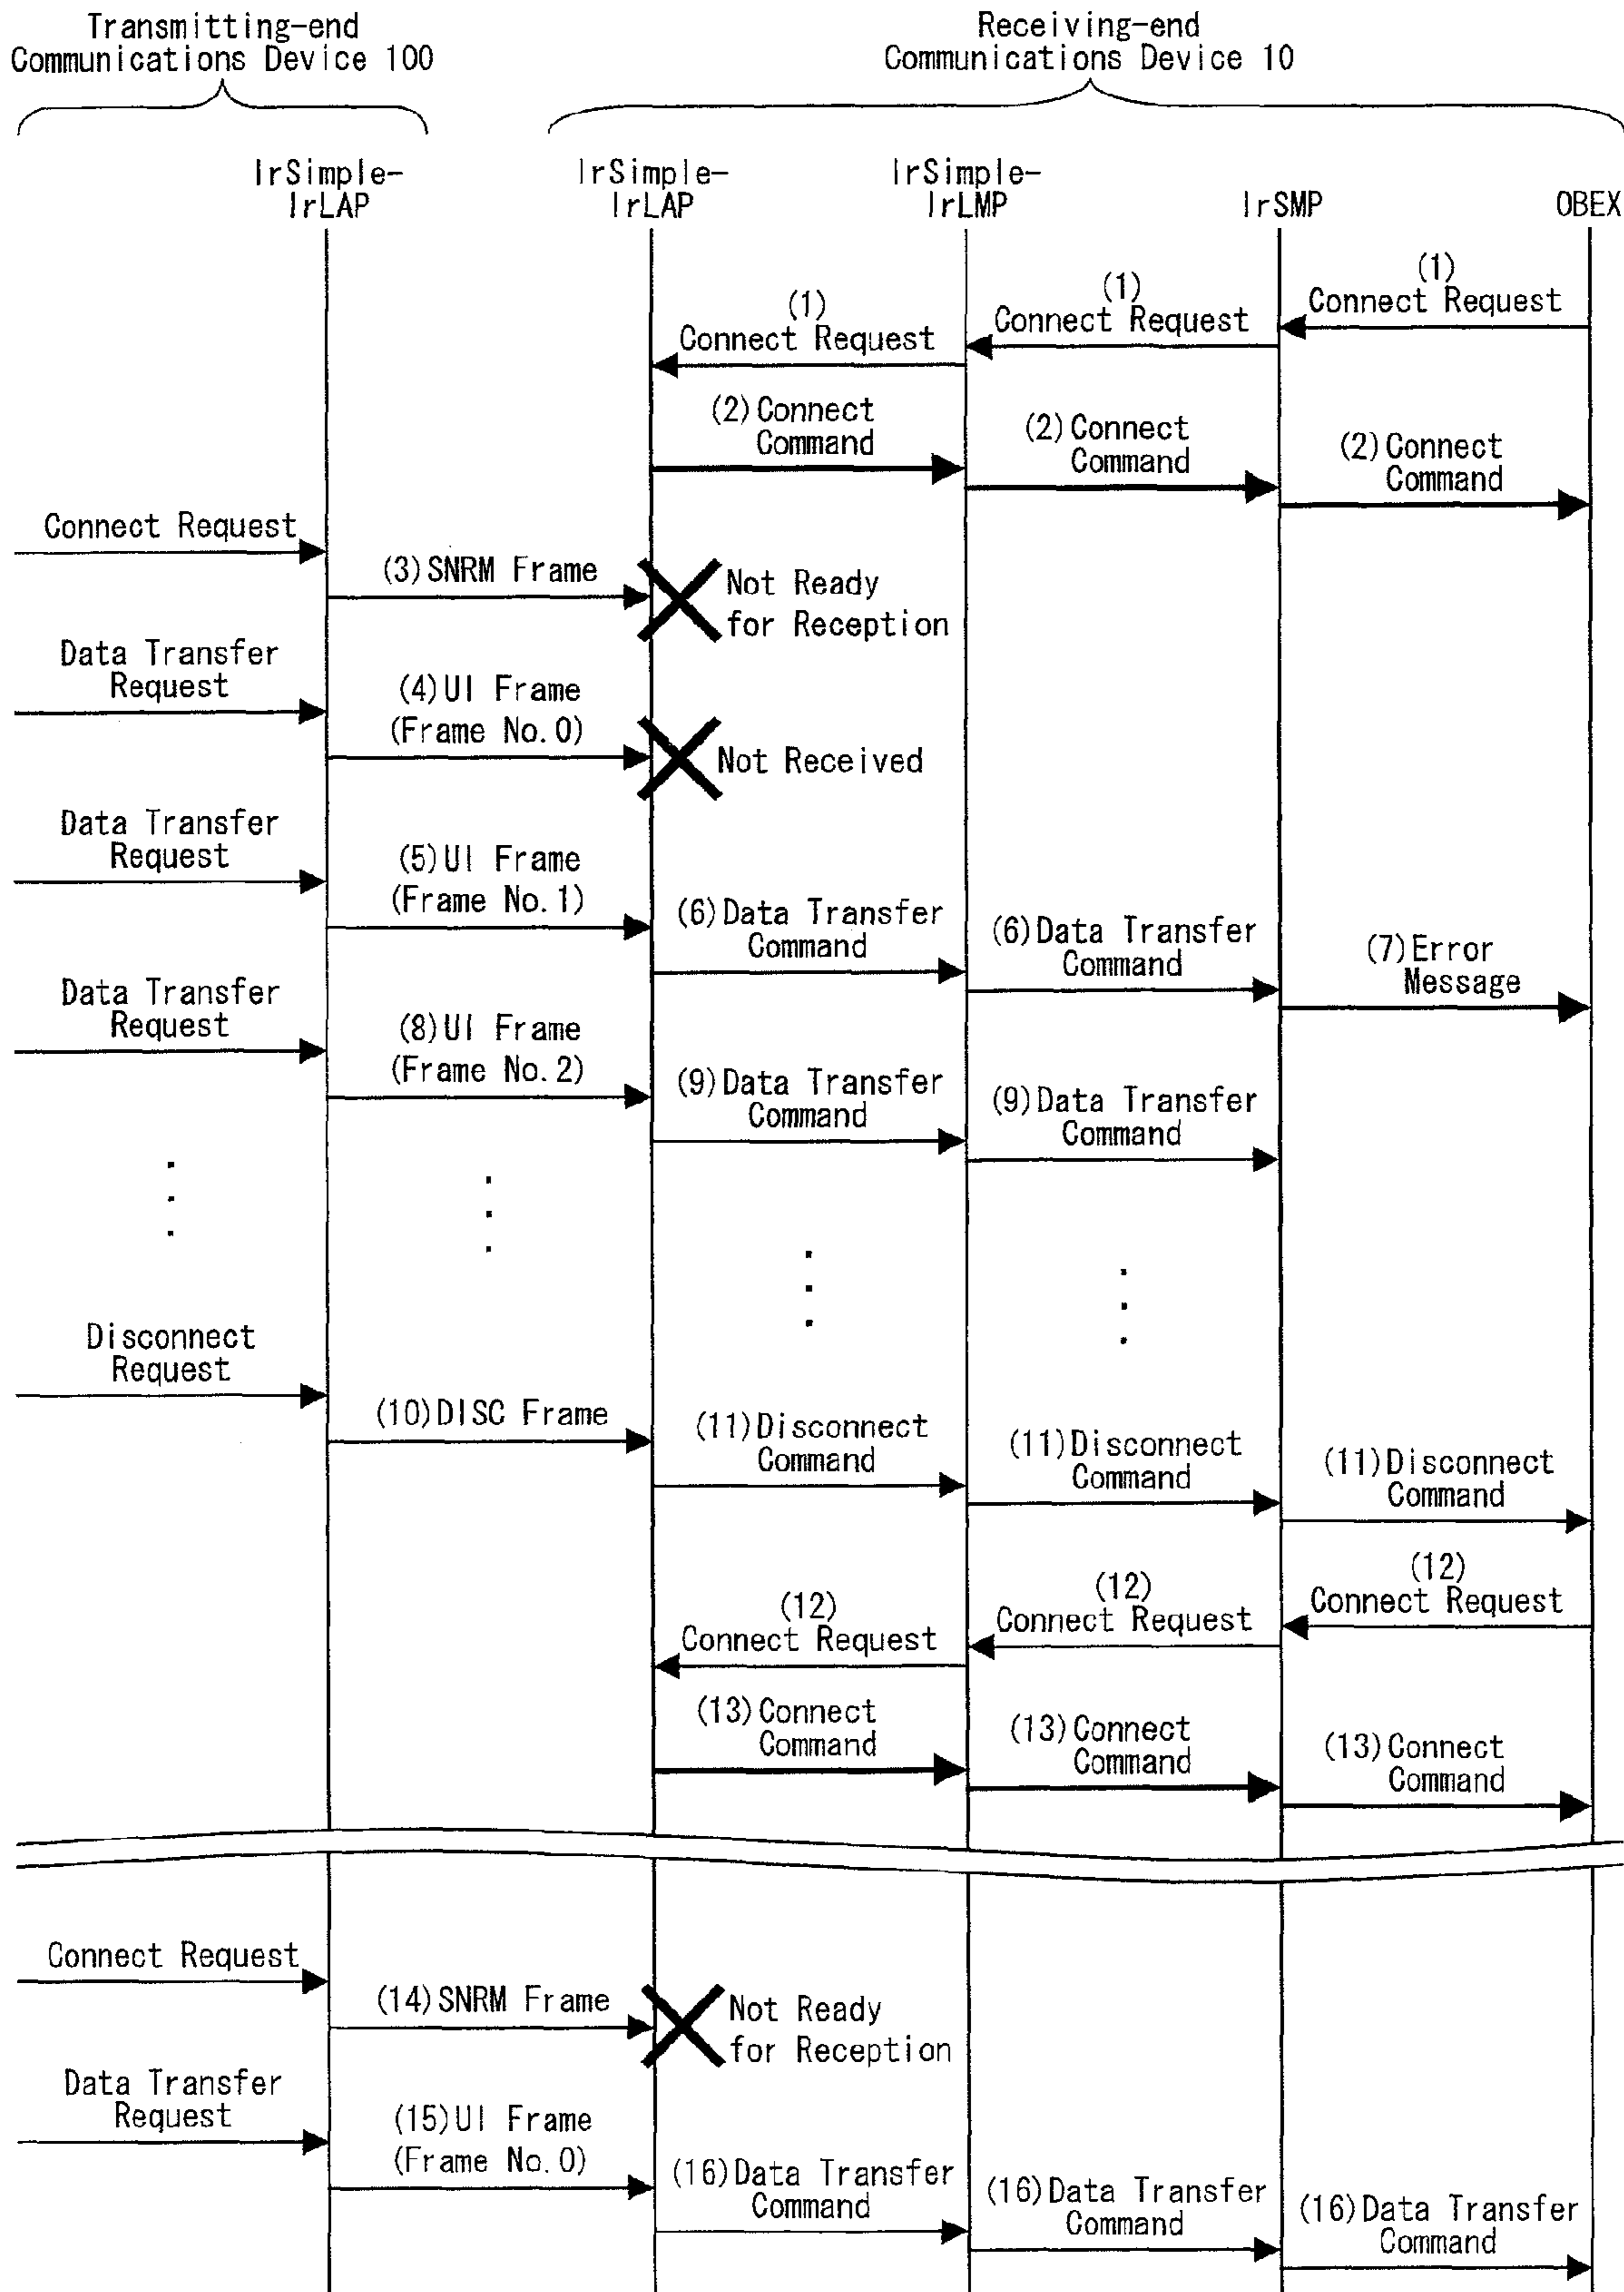 Transmitting-end
Communications Device 100
Receiving-end
Communications Device 10
IrSimple-
IrLAP
IrSimple-
IrLAP
IrSimple-
IrLMP
IrSMP
OBEX
(1)
Connect Request
(1)
Connect Request
(1)
Connect Request
(2)Connect
Command
(2)Connect
Command
(2)Connect
Command
Connect Request
(3)SNRM Frame
Not Ready
for Reception
Data Transfer
Request
(4)UI Frame
(Frame No.0)
Not Received
Data Transfer
Request
(5)UI Frame
(Frame No.1)
(6)Data Transfer
Command
(6)Data Transfer
Command
(7)Error
Message
Data Transfer
Request
(8)UI Frame
(Frame No.2)
(9)Data Transfer
Command
(9)Data Transfer
Command
Disconnect
Request
(10)DISC Frame
(11)Disconnect
Command
(11)Disconnect
Command
(11)Disconnect
Command
(12)
Connect Request
(12)
Connect Request
(12)
Connect Request
(13)Connect
Command
(13)Connect
Command
(13)Connect
Command
Connect Request
(14)SNRM Frame
Not Ready
for Reception
Data Transfer
Request
(15)UI Frame
(Frame No.0)
(16)Data Transfer
Command
(16)Data Transfer
Command
(16)Data Transfer
Command